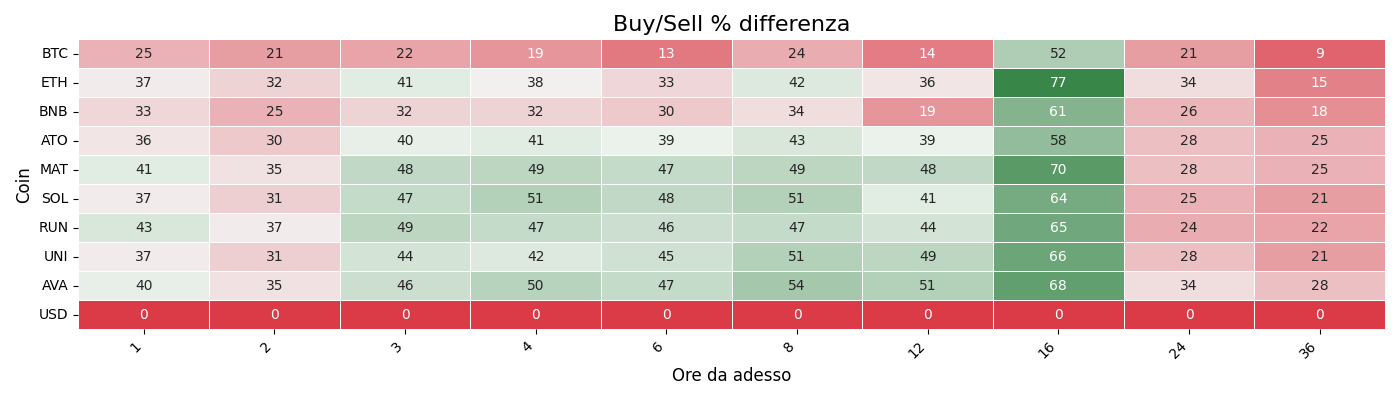 Buy/Sell % differenza
Coin
BTC 25 21 22 19 13 24 14 52 21 9
ETH 37 32 41 38 33 42 36 77 34 15
BNB 33 25 32 32 30 34 19 61 26 18
ATO 36 30 40 41 39 43 39 58 28 25
MAT 41 35 48 49 47 49 48 70 28 25
SOL 37 31 47 51 48 51 41 64 25 21
RUN 43 37 49 47 46 47 44 65 24 22
UNI 37 31 44 42 45 51 49 66 28 21
AVA 40 35 46 50 47 54 51 68 34 28
USD 0 0 0 0 0 0 0 0 0 0
1 2 3 4 6 8 12 16 24 36
Ore da adesso